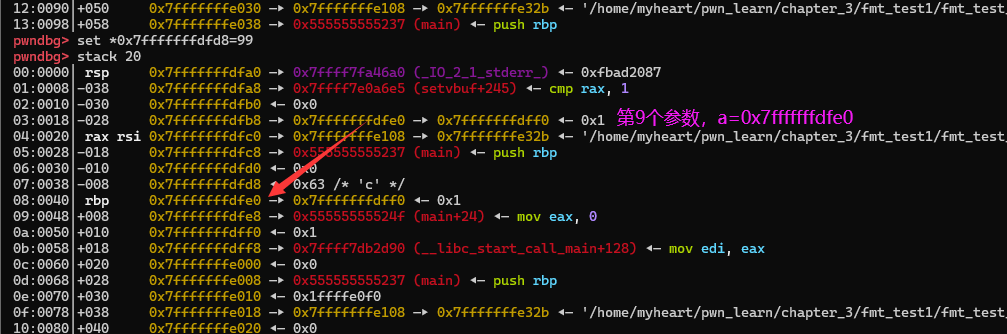 12:0090│+050 0x7fffffffe030 —▸ 0x7fffffffe108 —▸ 0x7fffffffe32b ◂— '/home/myheart/pwn_learn/chapter_3/fmt_test1/fmt_test
13:0098│+058 0x7fffffffe038 —▸ 0x555555555237 (main) ◂— push rbp
pwndbg> set *0x7fffffffdfd8=99
pwndbg> stack 20
00:0000│ rsp 0x7fffffffdfa0 —▸ 0x7ffff7fa46a0 (_IO_2_1_stderr_) ◂— 0xfbad2087
01:0008│-038 0x7fffffffdfa8 —▸ 0x7ffff7e0a6e5 (setvbuf+245) ◂— cmp rax, 1
02:0010│-030 0x7fffffffdfb0 ◂— 0x0
03:0018│-028 0x7fffffffdfb8 —▸ 0x7fffffffdfe0 —▸ 0x7fffffffdff0 ◂— 0x1 第9个参数，a=0x7fffffffdfe0
04:0020│ rax rsi 0x7fffffffdfc0 —▸ 0x7fffffffe108 —▸ 0x7fffffffe32b ◂— '/home/myheart/pwn_learn/chapter_3/fmt_test1/fmt_test
05:0028│-018 0x7fffffffdfc8 —▸ 0x555555555237 (main) ◂— push rbp
06:0030│-010 0x7fffffffdfd0 ◂— 0x0
07:0038│-008 0x7fffffffdfd8 ◂— 0x63 /* 'c' */
08:0040│ rbp 0x7fffffffdfe0 —▸ 0x7fffffffdff0 ◂— 0x1
09:0048│+008 0x7fffffffdfe8 —▸ 0x55555555524f (main+24) ◂— mov eax, 0
0a:0050│+010 0x7fffffffdff0 ◂— 0x1
0b:0058│+018 0x7fffffffdff8 —▸ 0x7ffff7db2d90 (__libc_start_call_main+128) ◂— mov edi, eax
0c:0060│+020 0x7fffffffe000 ◂— 0x0
0d:0068│+028 0x7fffffffe008 —▸ 0x555555555237 (main) ◂— push rbp
0e:0070│+030 0x7fffffffe010 ◂— 0x1ffffe0f0
0f:0078│+038 0x7fffffffe018 —▸ 0x7fffffffe108 —▸ 0x7fffffffe32b ◂— '/home/myheart/pwn_learn/chapter_3/fmt_test1/fmt_test
10:0080│+040 0x7fffffffe020 ◂— 0x0